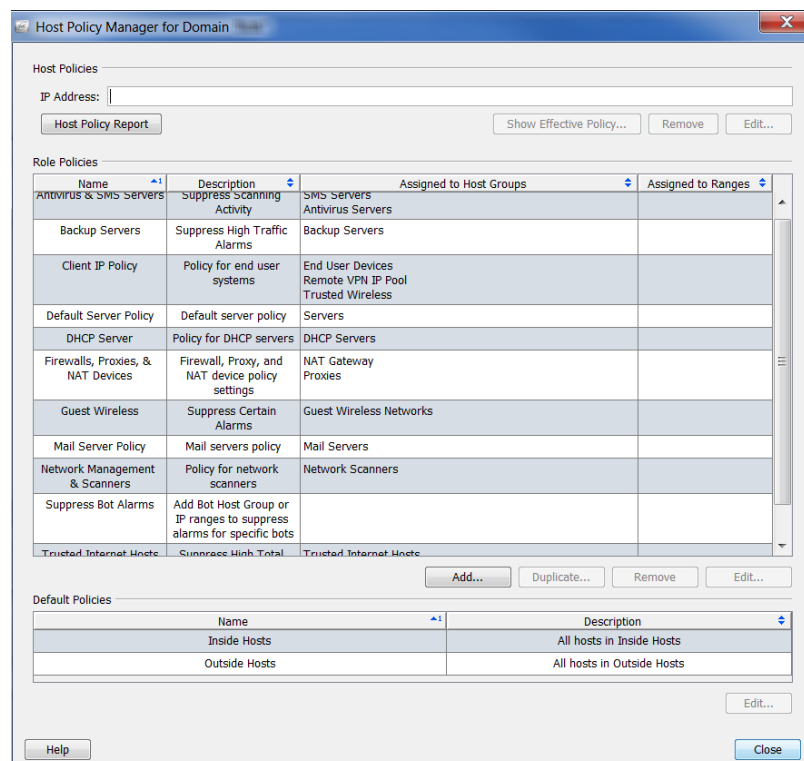 Host Policy Manager for Domain
Host Policies
IP Address:
Host Policy Report
Show Effective Policy...
Remove
Edit...
Role Policies
Name 1 Description Assigned to Host Groups Assigned to Ranges
Antivirus & SMS Servers Suppress Scanning SMS Servers
Activity Antivirus Servers
Backup Servers Suppress High Traffic Backup Servers
Alarms
Client IP Policy Policy for end user End User Devices
systems Remote VPN IP Pool
Trusted Wireless
Default Server Policy Default server policy Servers
DHCP Server Policy for DHCP servers DHCP Servers
Firewalls, Proxies, & Firewall, Proxy, and NAT Gateway
NAT Devices NAT device policy Proxies
settings
Guest Wireless Suppress Certain Guest Wireless Networks
Alarms
Mail Server Policy Mail servers policy Mail Servers
Network Management Policy for network Network Scanners
& Scanners scanners
Suppress Bot Alarms Add Bot Host Group or
IP ranges to suppress
alarms for specific bots
Trusted Internet Hosts Suppress High Total Trusted Internet Hosts
Add... Duplicate... Remove Edit...
Default Policies
Name 1 Description
Inside Hosts All hosts in Inside Hosts
Outside Hosts All hosts in Outside Hosts
Edit...
Help Close